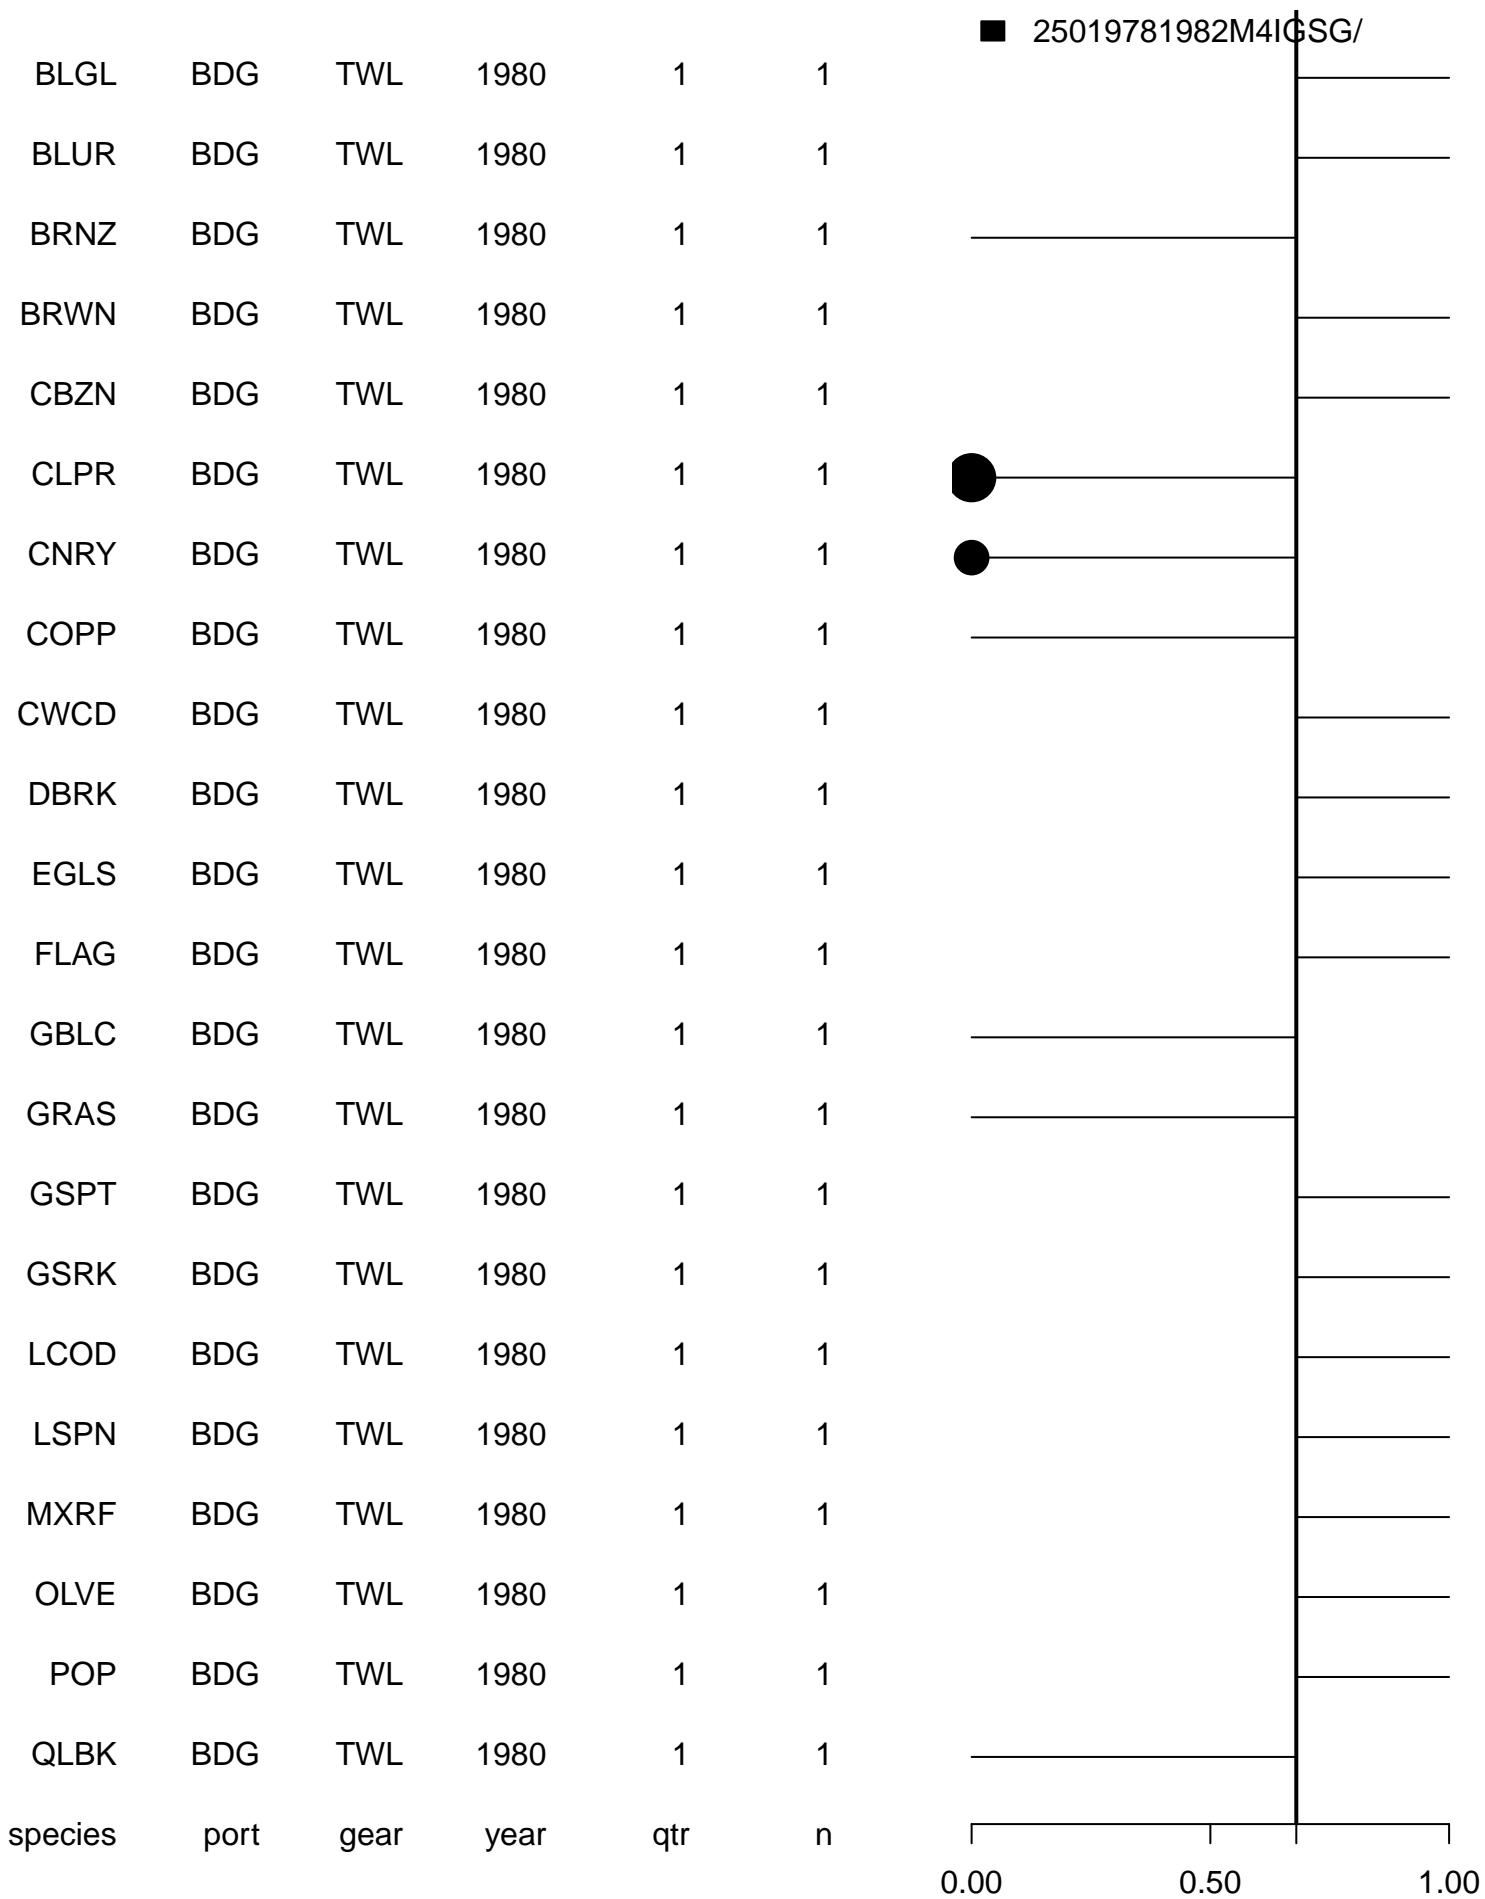 25019781982M4IGSG/
BLGL BDG TWL 1980 1 1
BLUR BDG TWL 1980 1 1
BRNZ BDG TWL 1980 1 1
BRWN BDG TWL 1980 1 1
CBZN BDG TWL 1980 1 1
CLPR BDG TWL 1980 1 1
CNRY BDG TWL 1980 1 1
COPP BDG TWL 1980 1 1
CWCD BDG TWL 1980 1 1
DBRK BDG TWL 1980 1 1
EGLS BDG TWL 1980 1 1
FLAG BDG TWL 1980 1 1
GBLC BDG TWL 1980 1 1
GRAS BDG TWL 1980 1 1
GSPT BDG TWL 1980 1 1
GSRK BDG TWL 1980 1 1
LCOD BDG TWL 1980 1 1
LSPN BDG TWL 1980 1 1
MXRF BDG TWL 1980 1 1
OLVE BDG TWL 1980 1 1
POP BDG TWL 1980 1 1
QLBK BDG TWL 1980 1 1
species port gear year qtr n
0.00 0.50 1.00